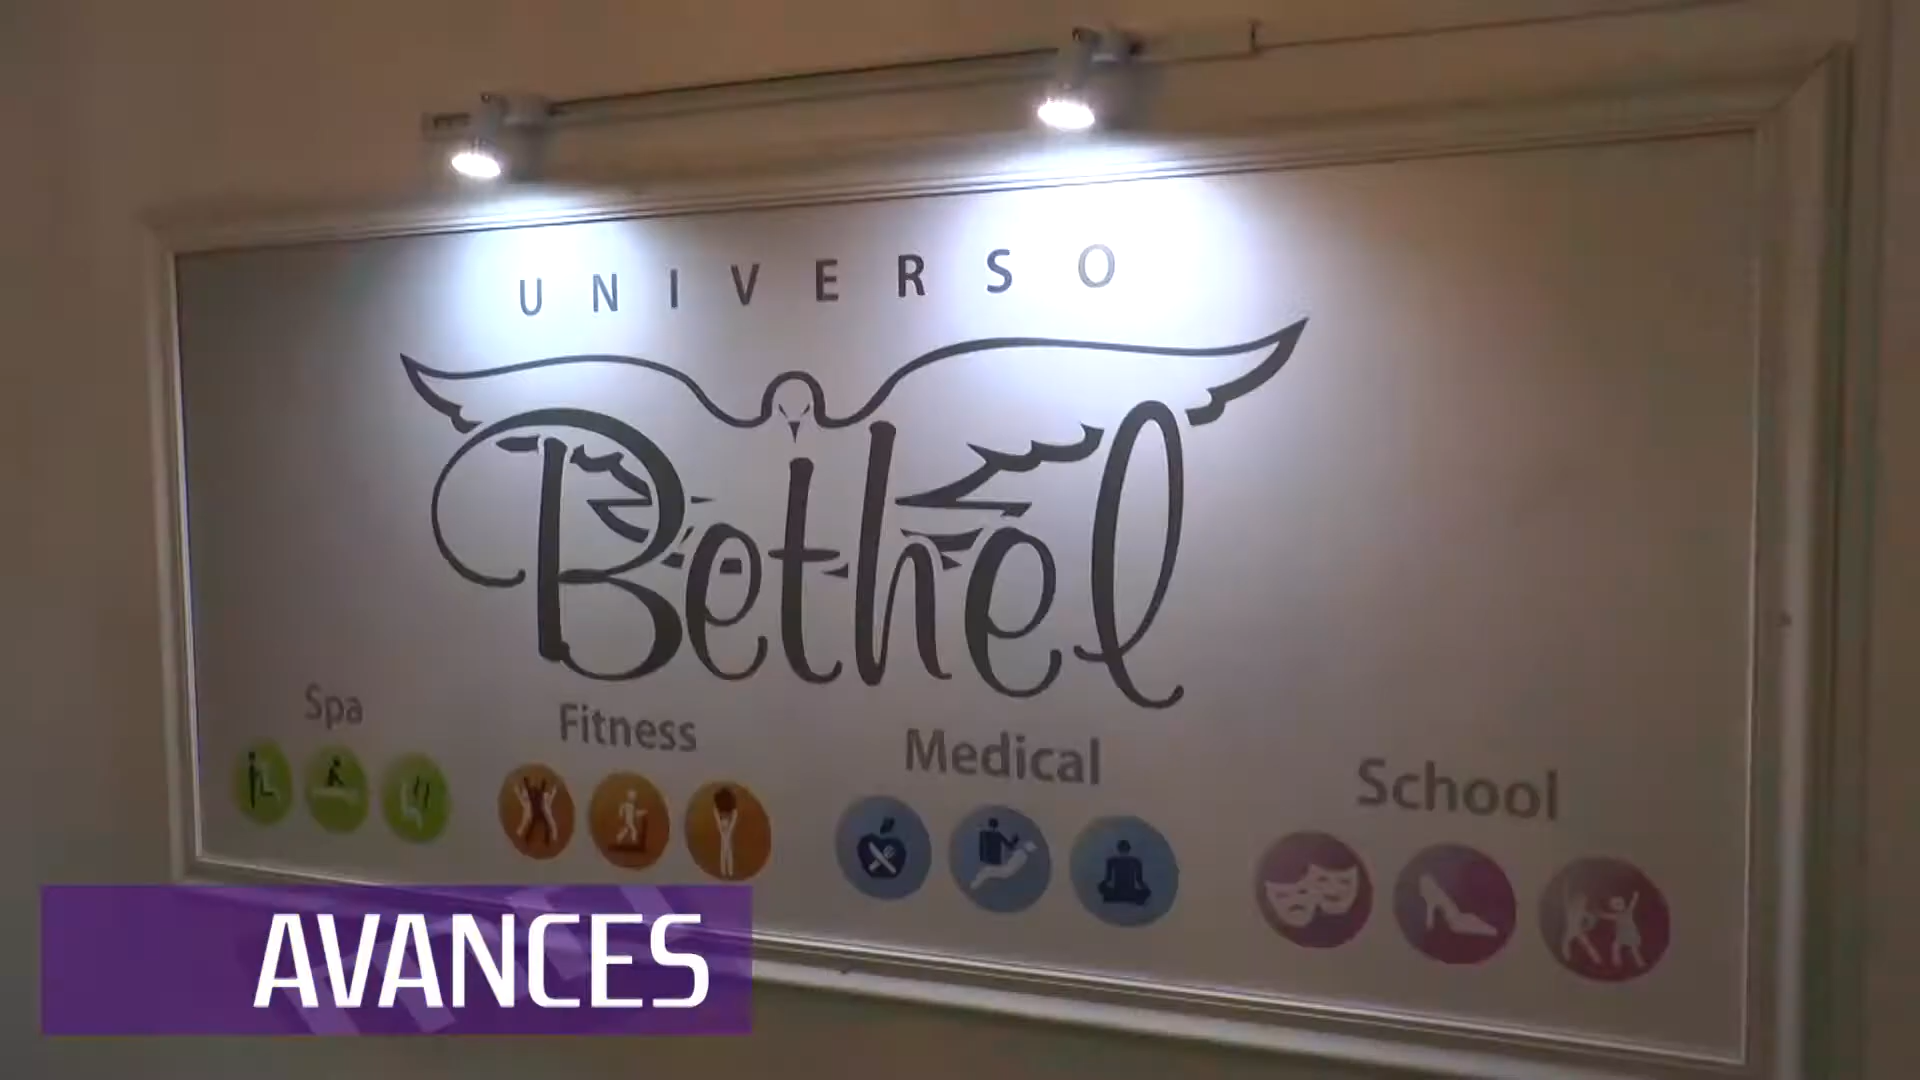 UNIVERSO
Bethel
Spa
Fitness
Medical
School
AVANCES